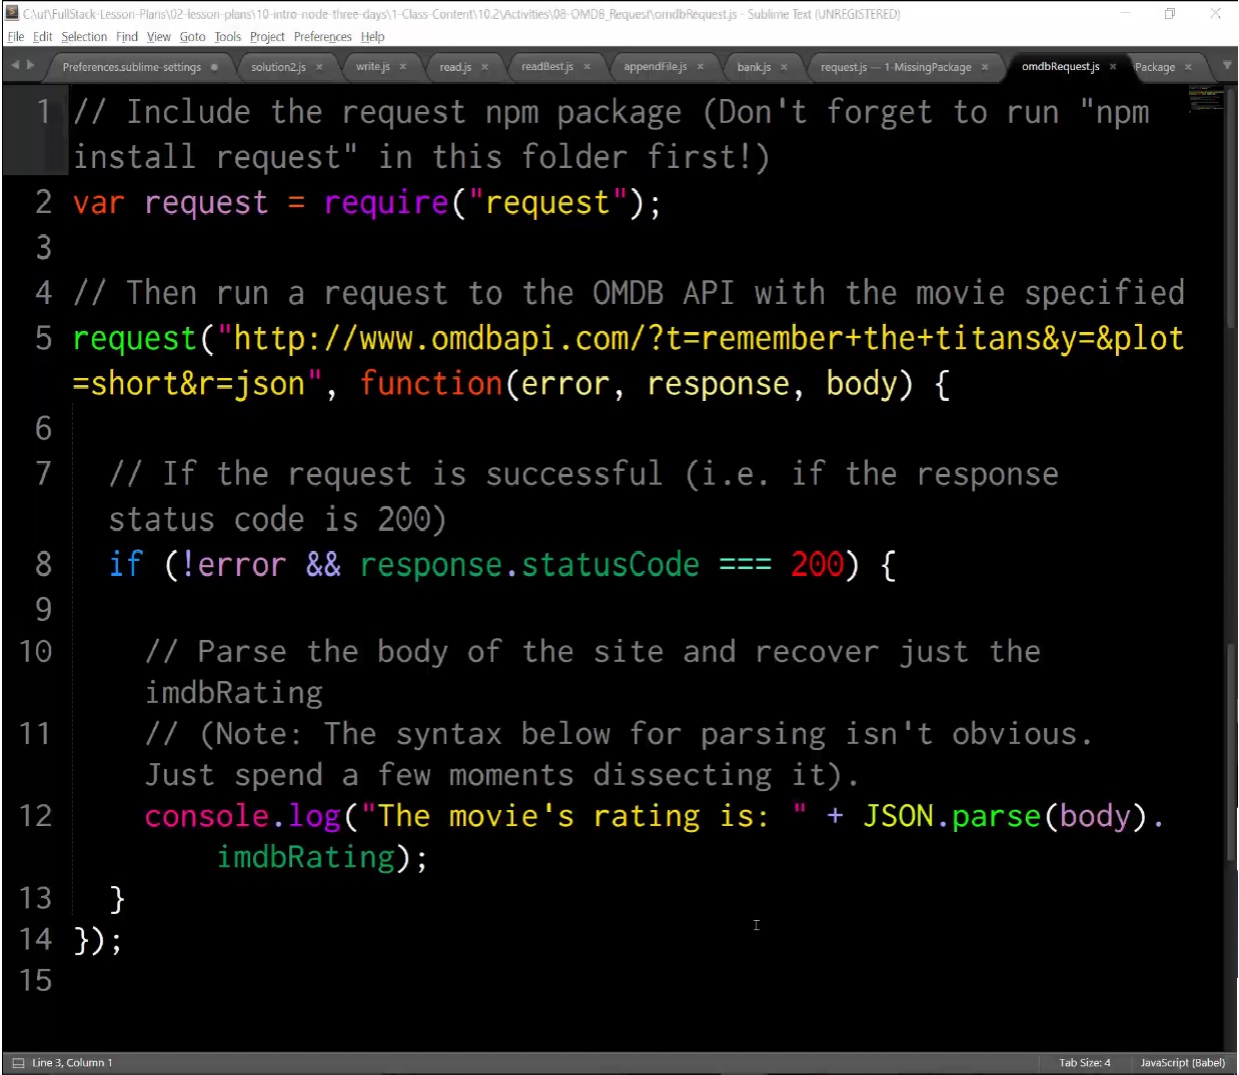 C:\ut\FullStack-Lesson-Plans\02-lesson-plans\10-intro-node-three-days\1-Class-Content\10.2\Activities\08-OMDB_Request\omdbRequest.js - Sublime Text (UNREGISTERED)
File Edit Selection Find View Goto Tools Project Preferences Help
Preferences.sublime-settings solution2.js × write.js × read.js × readBest.js × appendFile.js × bank.js × request.js — 1-MissingPackage × omdbRequest.js × Package ×
1 // Include the request npm package (Don't forget to run "npm
install request" in this folder first!)
2 var request = require("request");
3
4 // Then run a request to the OMDB API with the movie specified
5 request("http://www.omdbapi.com/?t=remember+the+titans&y=&plot
=short&r=json", function(error, response, body) {
6
7 // If the request is successful (i.e. if the response
status code is 200)
8 if (!error && response.statusCode === 200) {
9
10 // Parse the body of the site and recover just the
imdbRating
11 // (Note: The syntax below for parsing isn't obvious.
Just spend a few moments dissecting it).
12 console.log("The movie's rating is: " + JSON.parse(body).
imdbRating);
13 }
14 });
15
Line 3, Column 1 Tab Size: 4 JavaScript (Babel)